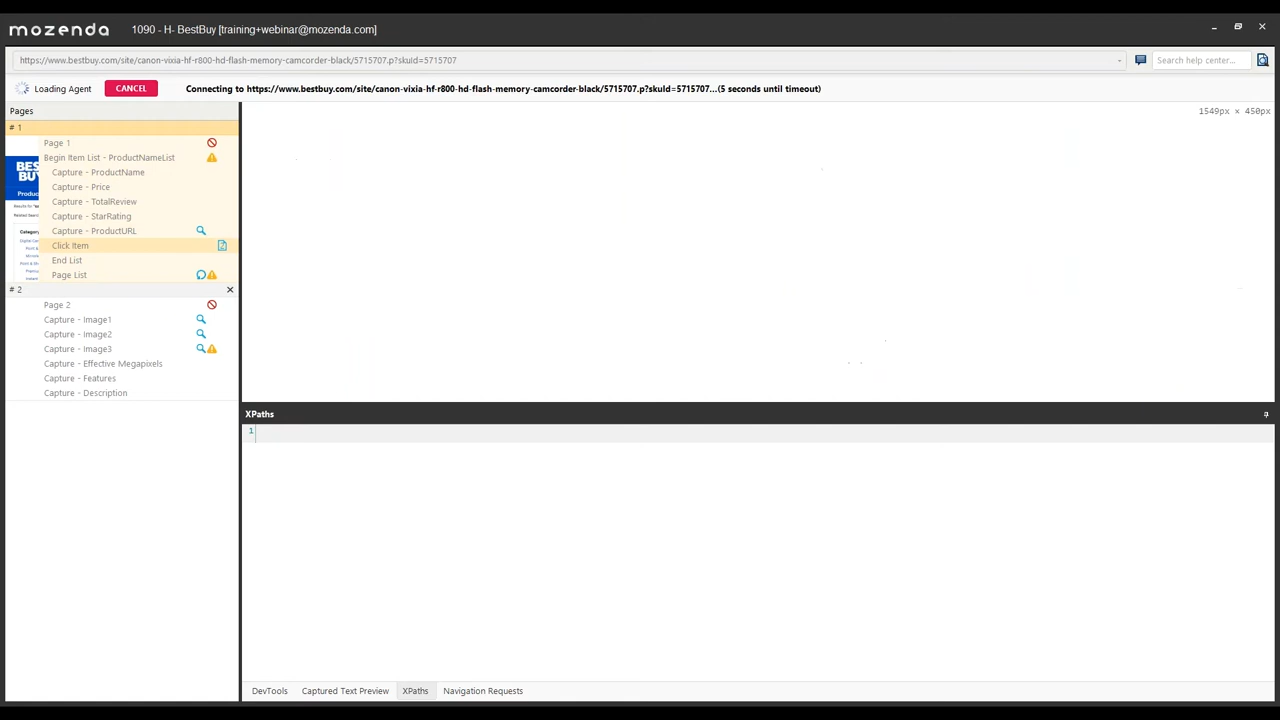 mozenda
1090 - H- BestBuy [training+webinar@mozenda.com]
https://www.bestbuy.com/site/canon-vixia-hf-r800-hd-flash-memory-camcorder-black/5715707.p?skuId=5715707
Search help center...
Loading Agent
CANCEL
Connecting to https://www.bestbuy.com/site/canon-vixia-hf-r800-hd-flash-memory-camcorder-black/5715707.p?skuId=5715707...(5 seconds until timeout)
Pages
1549px × 450px
# 1
Page 1
Begin Item List - ProductNameList
Capture - ProductName
Capture - Price
Capture - TotalReview
Capture - StarRating
Capture - ProductURL
Click Item
2
End List
Page List
BES
BUY
Produc
Category
# 2
Page 2
Capture - Image1
Capture - Image2
Capture - Image3
Capture - Effective Megapixels
Capture - Features
Capture - Description
XPaths
1
DevTools
Captured Text Preview
XPaths
Navigation Requests